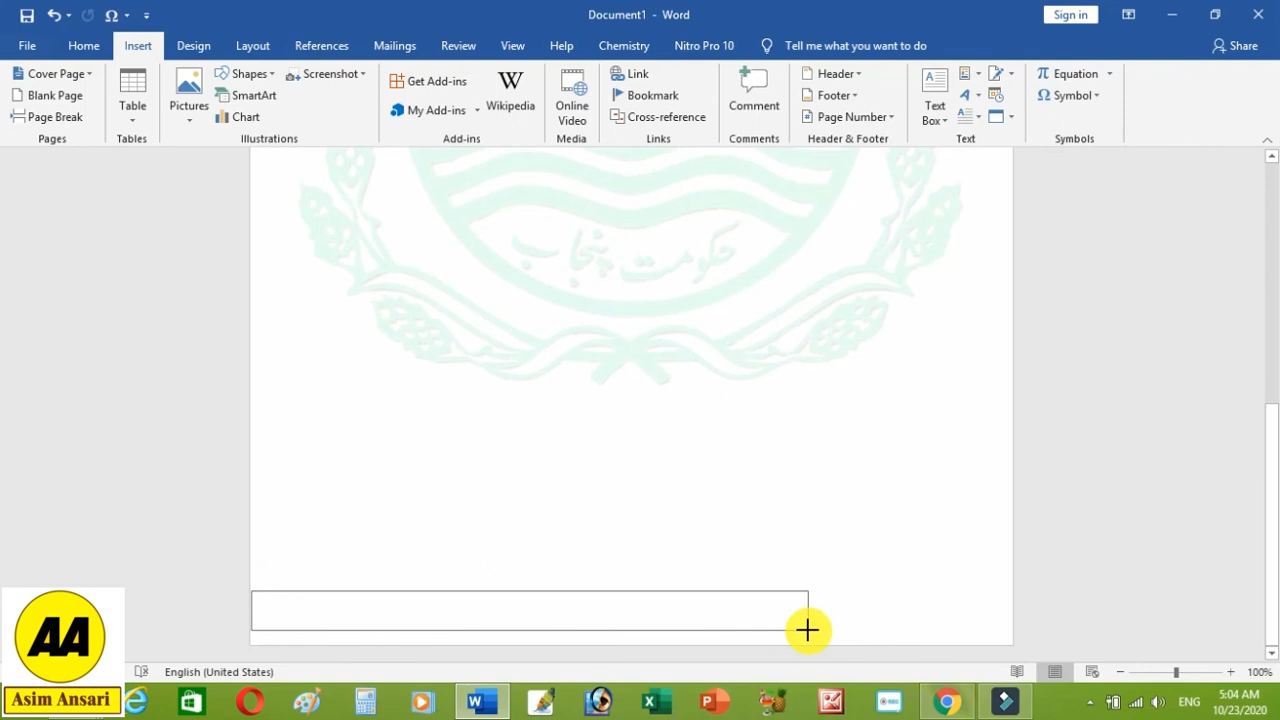 Document1 - Word
Sign in
File Home Insert Design Layout References Mailings Review View Help Chemistry Nitro Pro 10 Tell me what you want to do Share
Cover Page
Blank Page
Page Break
Pages
Table
Tables
Pictures
Shapes
SmartArt
Chart
Screenshot
Illustrations
Get Add-ins
My Add-ins
W
Wikipedia
Add-ins
Online
Video
Media
Link
Bookmark
Cross-reference
Links
Comment
Comments
Header
Footer
Page Number
Header & Footer
Text
Box
Text
π Equation
Ω Symbol
Symbols
حکومت پنجاب
AA
Asim Ansari
English (United States)
100%
ENG
5:04 AM
10/23/2020